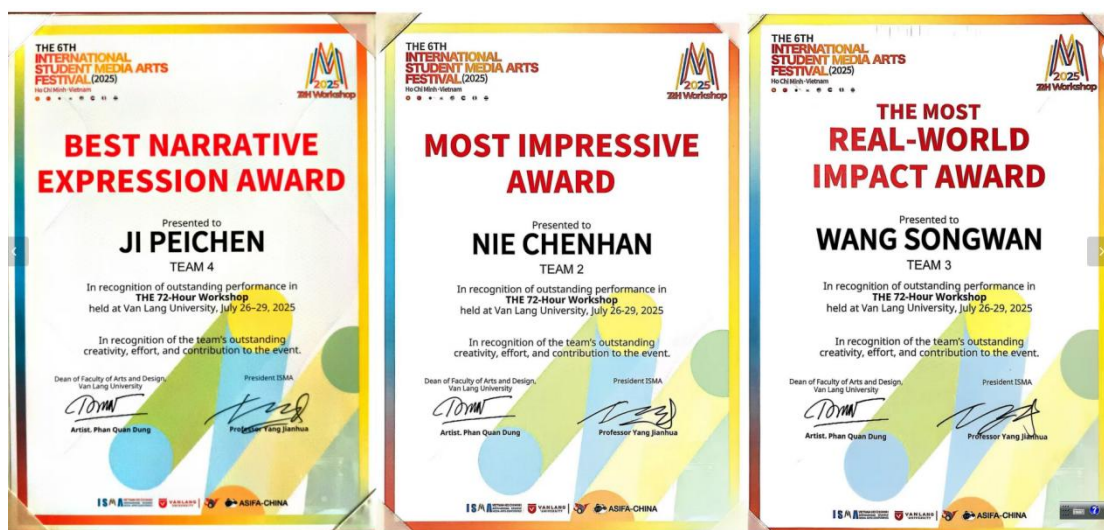 THE 6TH
INTERNATIONAL
STUDENT MEDIA ARTS
FESTIVAL(2025)
Ho Chi Minh -Vietnam
2025
72H Workshop
BEST NARRATIVE
EXPRESSION AWARD
Presented to
JI PEICHEN
TEAM 4
In recognition of outstanding performance in
THE 72-Hour Workshop
held at Van Lang University, July 26–29, 2025
In recognition of the team's outstanding
creativity, effort, and contribution to the event.
Dean of Faculty of Arts and Design,
Van Lang University
President ISMA
Artist. Phan Quan Dung
Professor Yang Jianhua
ISMA
VAN LANG
UNIVERSITY
ASIFA-CHINA
THE 6TH
INTERNATIONAL
STUDENT MEDIA ARTS
FESTIVAL(2025)
Ho Chi Minh -Vietnam
2025
72H Workshop
MOST IMPRESSIVE
AWARD
Presented to
NIE CHENHAN
TEAM 2
In recognition of outstanding performance in
THE 72-Hour Workshop
held at Van Lang University, July 26-29, 2025
In recognition of the team's outstanding
creativity, effort, and contribution to the event.
Dean of Faculty of Arts and Design,
Van Lang University
President ISMA
Artist. Phan Quan Dung
Professor Yang Jianhua
ISMA
VAN LANG
UNIVERSITY
ASIFA-CHINA
THE 6TH
INTERNATIONAL
STUDENT MEDIA ARTS
FESTIVAL(2025)
Ho Chi Minh -Vietnam
2025
72H Workshop
THE MOST
REAL-WORLD
IMPACT AWARD
Presented to
WANG SONGWAN
TEAM 3
In recognition of outstanding performance in
THE 72-Hour Workshop
held at Van Lang University, July 26-29, 2025
In recognition of the team's outstanding
creativity, effort, and contribution to the event.
Dean of Faculty of Arts and Design,
Van Lang University
President ISMA
Artist. Phan Quan Dung
Professor Yang Jianhua
ISMA
VAN LANG
UNIVERSITY
ASIFA-CHINA